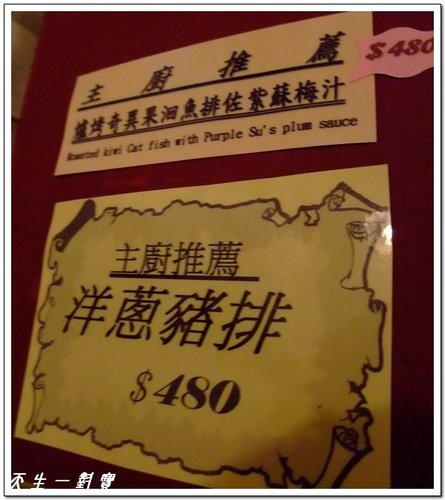 主廚推薦
$480
爐烤奇異果洄魚排佐紫蘇梅汁
Roasted kiwi Cat fish with Purple Su's plum sauce
主廚推薦
洋蔥豬排
$480
不生一對寶